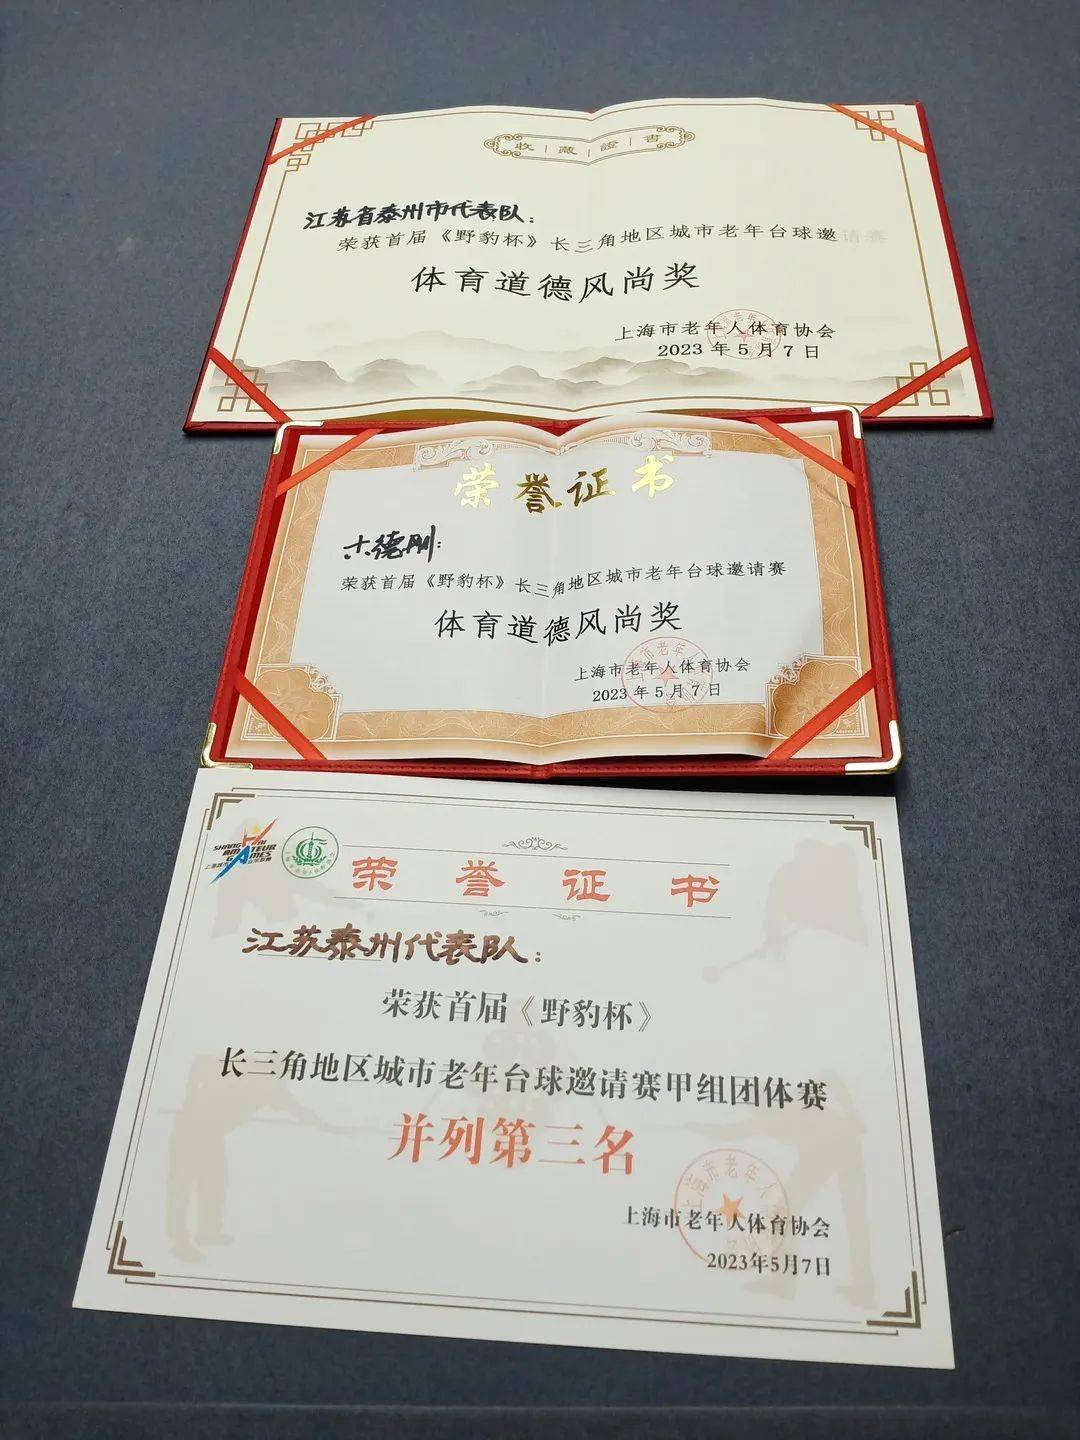 收藏證書
江苏省泰州市代表队：
荣获首届《野豹杯》长三角地区城市老年台球邀请赛
体育道德风尚奖
上海市老年人体育协会
2023年5月7日
荣誉证书
德刚：
荣获首届《野豹杯》长三角地区城市老年台球邀请赛
体育道德风尚奖
上海市老年人体育协会
2023年5月7日
SHANGHAI
AMATEUR
GAMES
荣誉证书
江苏泰州代表队：
荣获首届《野豹杯》
长三角地区城市老年台球邀请赛甲组团体赛
并列第三名
上海市老年人体育协会
2023年5月7日